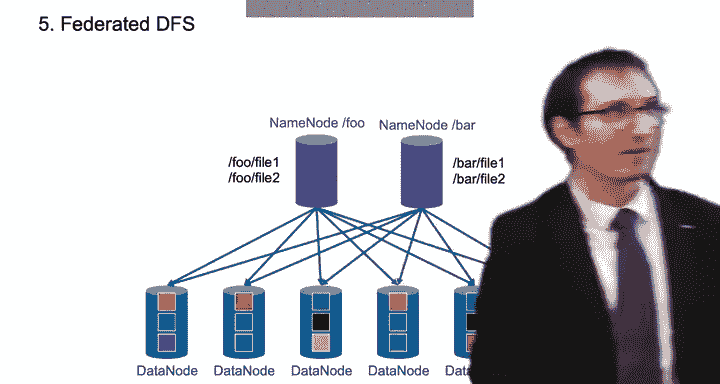 5. Federated DFS
NameNode /foo
NameNode /bar
/foo/file1
/foo/file2
/bar/file1
/bar/file2
DataNode
DataNode
DataNode
DataNode